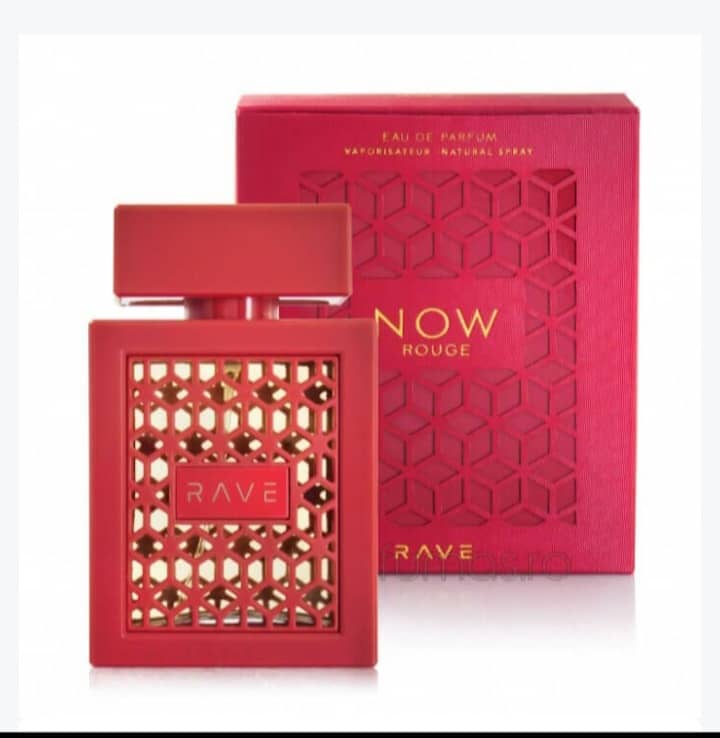 EAU DE PARFUM
VAPORISATEUR NATURAL SPRAY
NOW
ROUGE
RAVE
RAVE